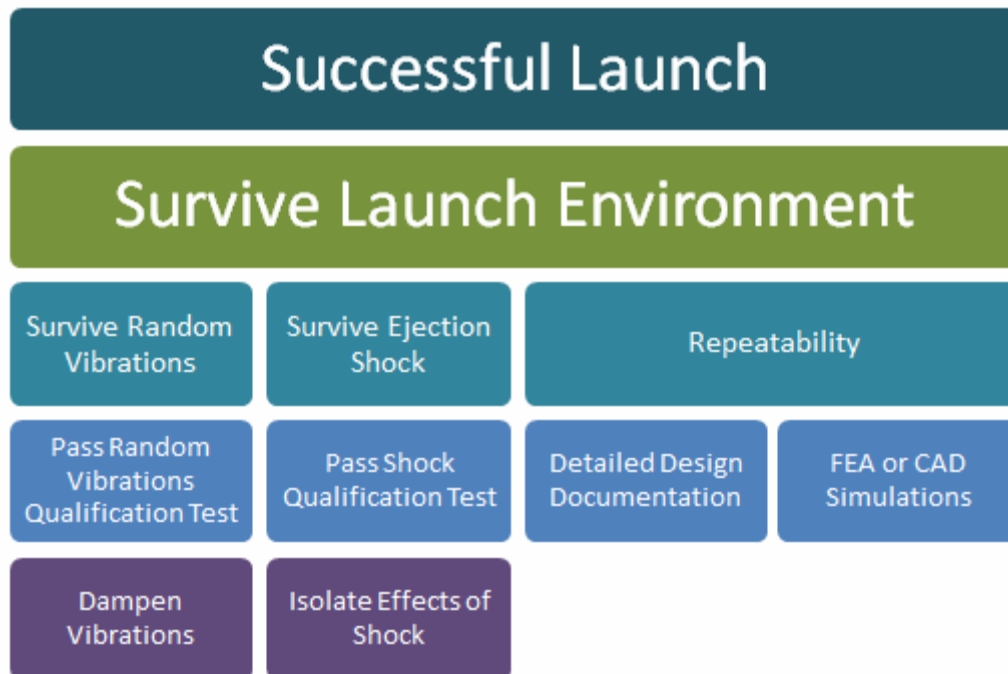 Successful Launch
Survive Launch Environment
Survive Random
Vibrations
Survive Ejection
Shock
Repeatability
Pass Random
Vibrations
Qualification Test
Pass Shock
Qualification Test
Detailed Design
Documentation
FEA or CAD
Simulations
Dampen
Vibrations
Isolate Effects of
Shock